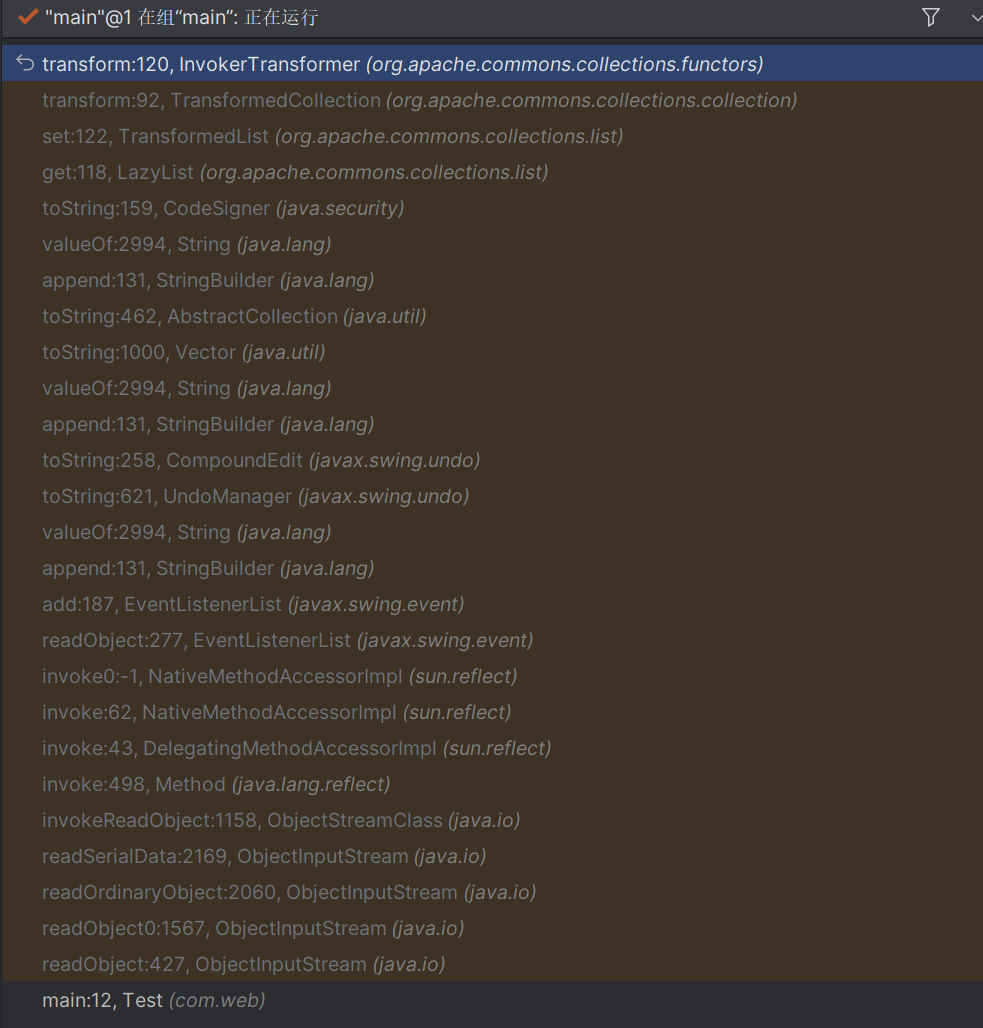 "main"@1 在组“main”: 正在运行
transform:120, InvokerTransformer (org.apache.commons.collections.functors)
transform:92, TransformedCollection (org.apache.commons.collections.collection)
set:122, TransformedList (org.apache.commons.collections.list)
get:118, LazyList (org.apache.commons.collections.list)
toString:159, CodeSigner (java.security)
valueOf:2994, String (java.lang)
append:131, StringBuilder (java.lang)
toString:462, AbstractCollection (java.util)
toString:1000, Vector (java.util)
valueOf:2994, String (java.lang)
append:131, StringBuilder (java.lang)
toString:258, CompoundEdit (javax.swing.undo)
toString:621, UndoManager (javax.swing.undo)
valueOf:2994, String (java.lang)
append:131, StringBuilder (java.lang)
add:187, EventListenerList (javax.swing.event)
readObject:277, EventListenerList (javax.swing.event)
invoke0:-1, NativeMethodAccessorImpl (sun.reflect)
invoke:62, NativeMethodAccessorImpl (sun.reflect)
invoke:43, DelegatingMethodAccessorImpl (sun.reflect)
invoke:498, Method (java.lang.reflect)
invokeReadObject:1158, ObjectStreamClass (java.io)
readSerialData:2169, ObjectInputStream (java.io)
readOrdinaryObject:2060, ObjectInputStream (java.io)
readObject0:1567, ObjectInputStream (java.io)
readObject:427, ObjectInputStream (java.io)
main:12, Test (com.web)